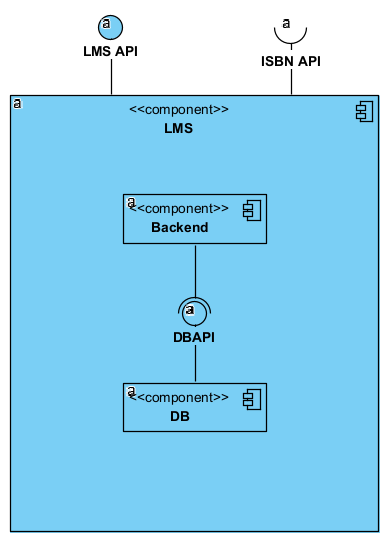 a
a
LMS API
ISBN API
a
<<component>>
LMS
a
<<component>>
Backend
a
DBAPI
a
<<component>>
DB